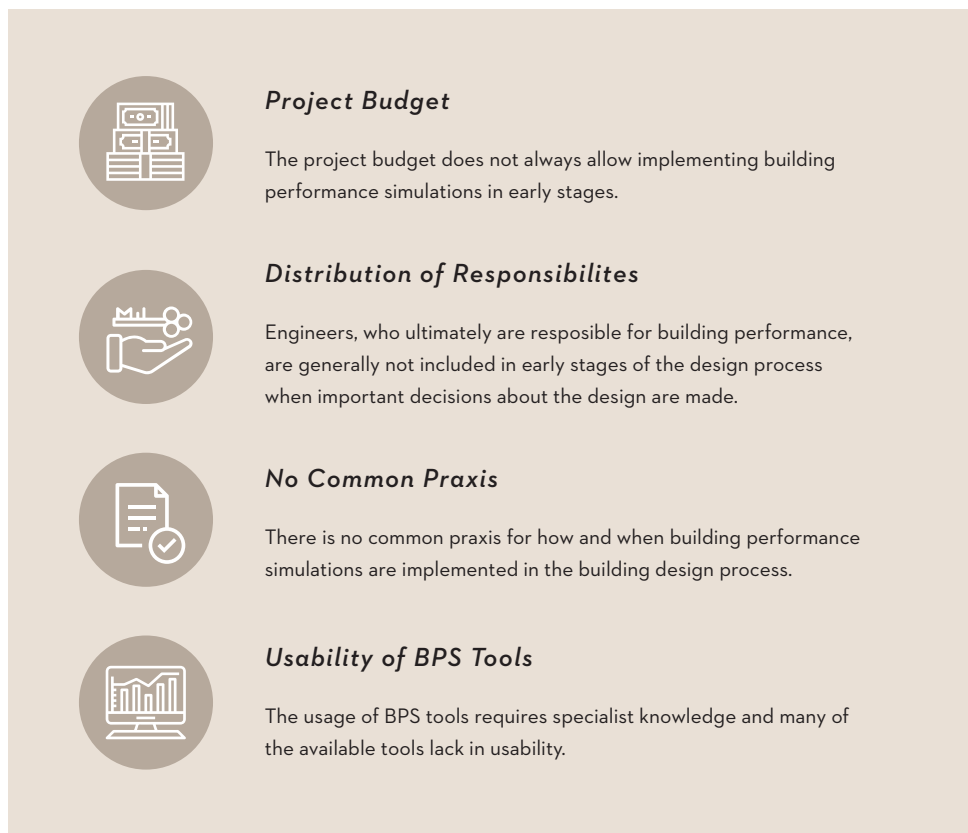 Project Budget
The project budget does not always allow implementing building
performance simulations in early stages.
Distribution of Responsibilites
Engineers, who ultimately are resposible for building performance,
are generally not included in early stages of the design process
when important decisions about the design are made.
No Common Praxis
There is no common praxis for how and when building performance
simulations are implemented in the building design process.
Usability of BPS Tools
The usage of BPS tools requires specialist knowledge and many of
the available tools lack in usability.